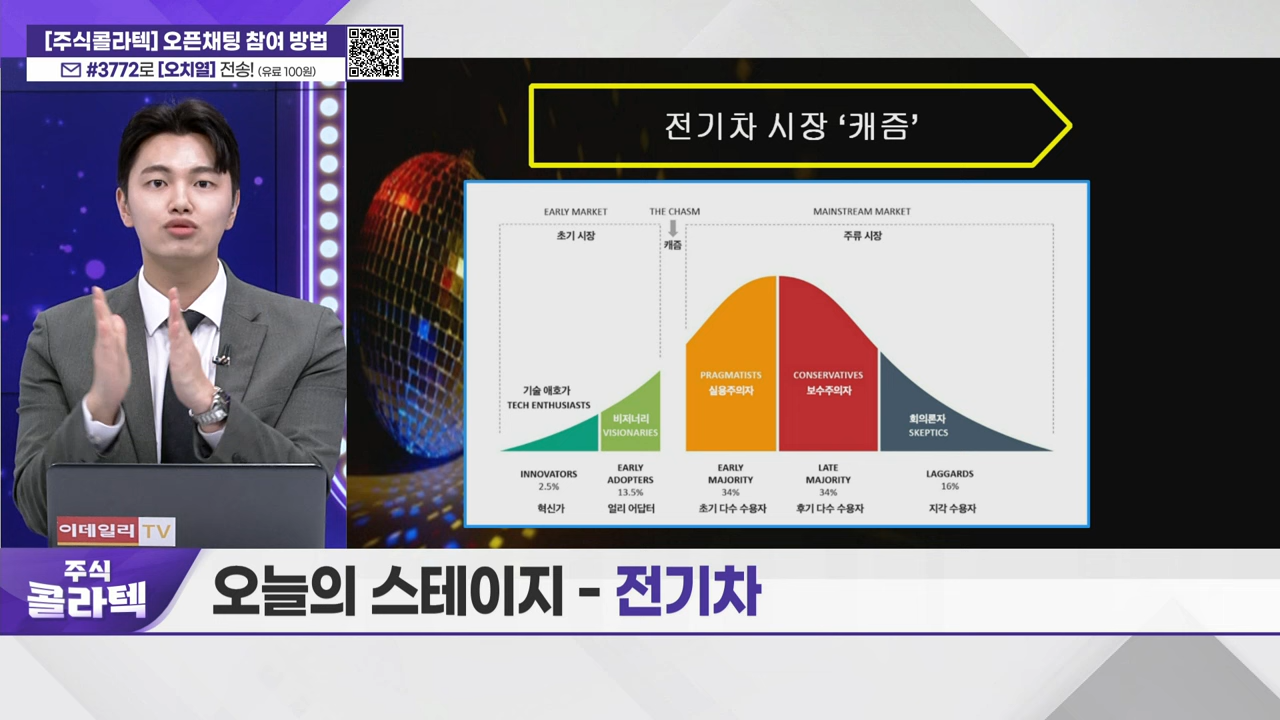 [주식콜라텍] 오픈채팅 참여 방법
#3772로 [오치열] 전송! (유료 100원)
전기차 시장 ‘캐즘’
EARLY MARKET
초기 시장
THE CHASM
캐즘
MAINSTREAM MARKET
주류 시장
기술 애호가
TECH ENTHUSIASTS
비저너리
VISIONARIES
PRAGMATISTS
실용주의자
CONSERVATIVES
보수주의자
회의론자
SKEPTICS
INNOVATORS
2.5%
혁신가
EARLY
ADOPTERS
13.5%
얼리 어답터
EARLY
MAJORITY
34%
초기 다수 수용자
LATE
MAJORITY
34%
후기 다수 수용자
LAGGARDS
16%
지각 수용자
이데일리 TV
주식
콜라텍
오늘의 스테이지 - 전기차